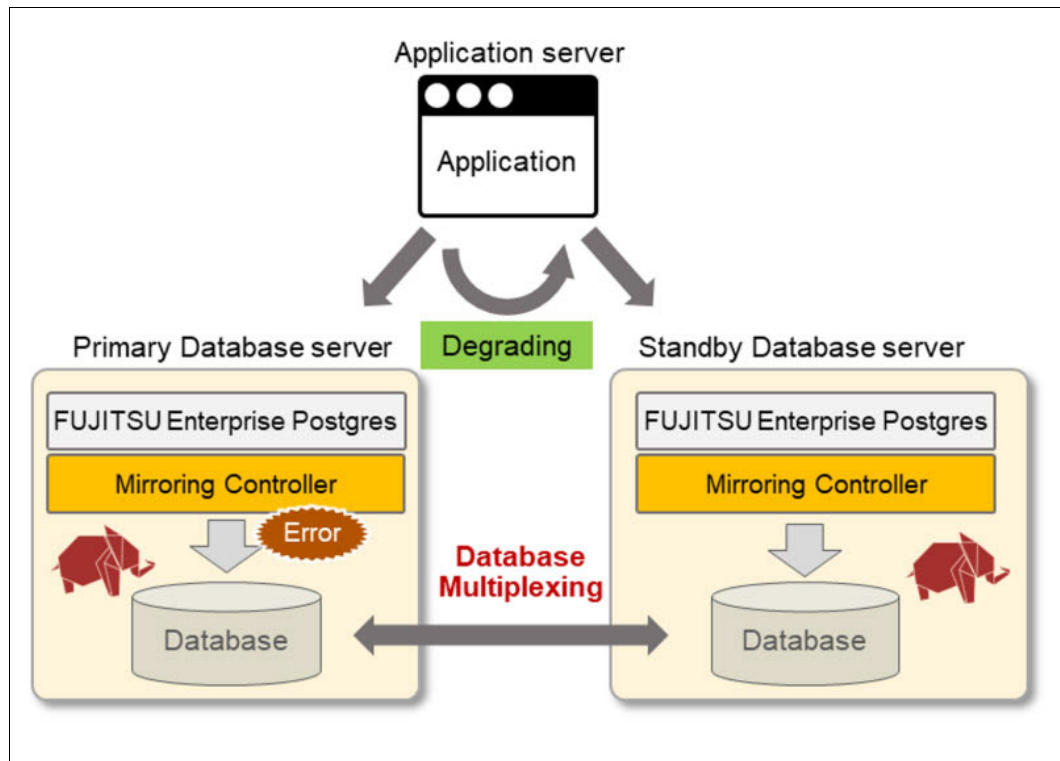 Application server
Application
Degrading
Primary Database server
FUJITSU Enterprise Postgres
Mirroring Controller
Error
Database
Database
Multiplexing
Standby Database server
FUJITSU Enterprise Postgres
Mirroring Controller
Database